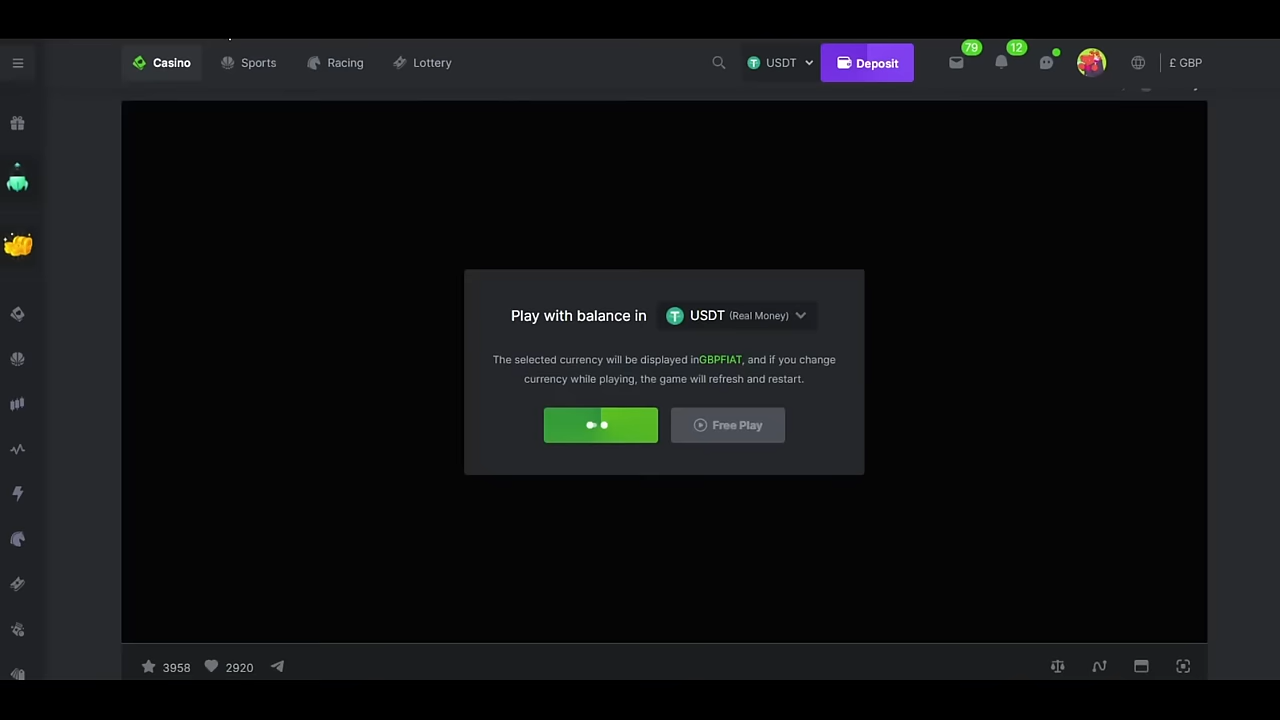 Casino
Sports
Racing
Lottery
USDT
Deposit
79
12
£ GBP
Play with balance in USDT (Real Money)
The selected currency will be displayed inGBPFIAT, and if you change
currency while playing, the game will refresh and restart.
Free Play
3958
2920